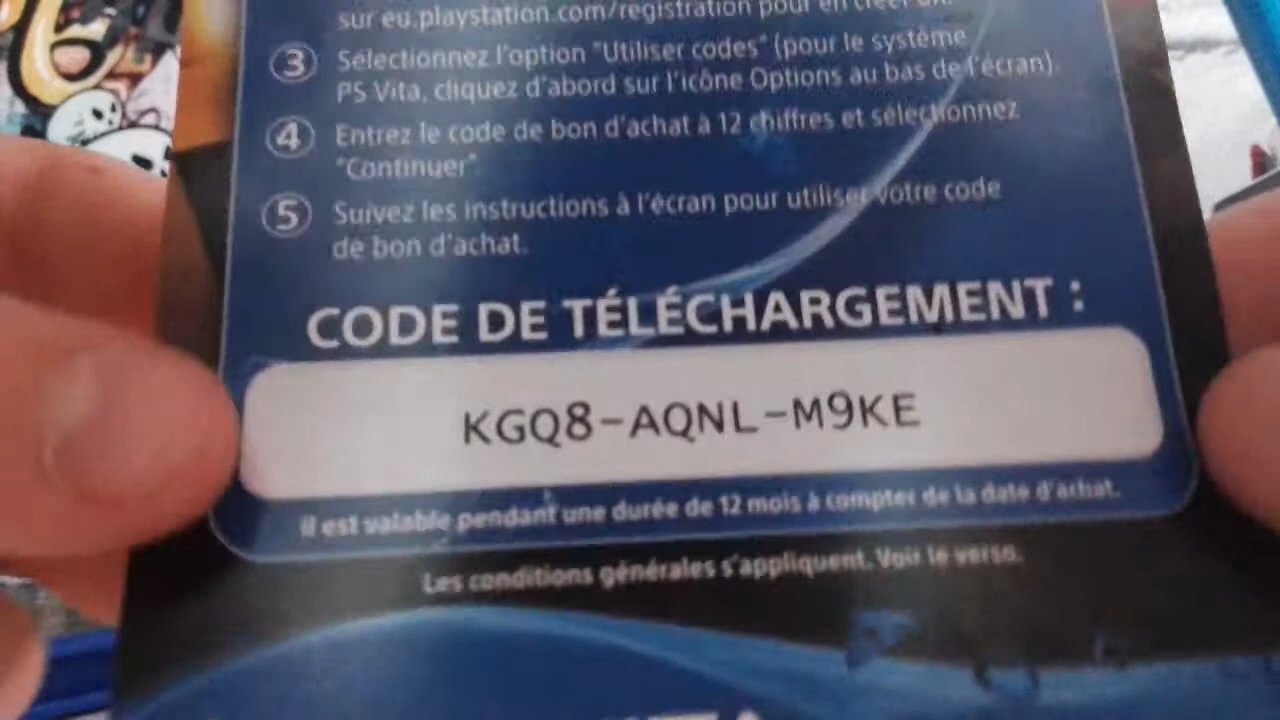 sur eu.playstation.com/registration pour en créer un.
3 Sélectionnez l'option "Utiliser codes" (pour le système
PS Vita, cliquez d'abord sur l'icône Options au bas de l'écran).
4 Entrez le code de bon d'achat à 12 chiffres et sélectionnez
"Continuer"
5 Suivez les instructions à l'écran pour utiliser votre code
de bon d'achat.
CODE DE TÉLÉCHARGEMENT :
KGQ8-AQNL-M9KE
Il est valable pendant une durée de 12 mois à compter de la date d'achat.
Les conditions générales s'appliquent. Voir le verso.